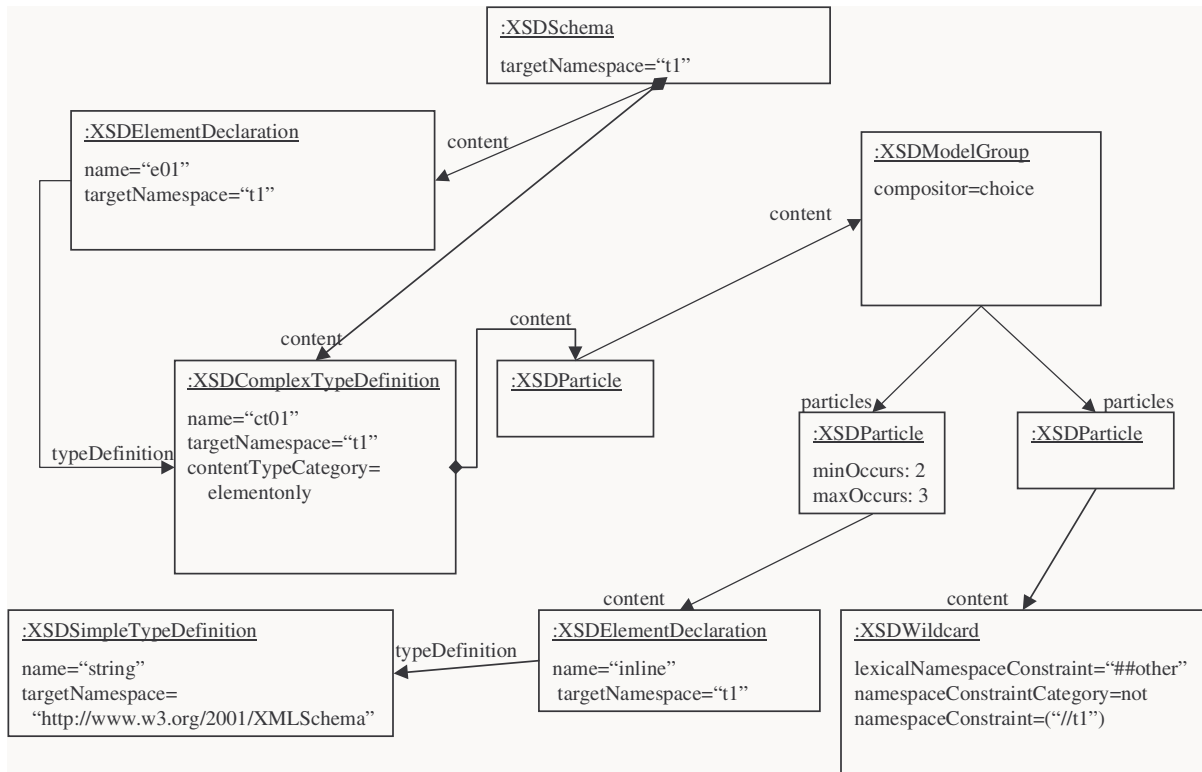 :XSDSchema
targetNamespace=“t1”
:XSDElementDeclaration
name=“e01”
targetNamespace=“t1”
content
:XSDModelGroup
compositor=choice
content
content
content
:XSDComplexTypeDefinition
name=“ct01”
targetNamespace=“t1”
contentTypeCategory=
elementonly
typeDefinition
:XSDParticle
particles
particles
:XSDParticle
minOccurs: 2
maxOccurs: 3
:XSDParticle
content
content
:XSDSimpleTypeDefinition
name=“string”
targetNamespace=
“http://www.w3.org/2001/XMLSchema”
typeDefinition
:XSDElementDeclaration
name=“inline”
targetNamespace=“t1”
:XSDWildcard
lexicalNamespaceConstraint=“##other”
namespaceConstraintCategory=not
namespaceConstraint=(“//t1”)